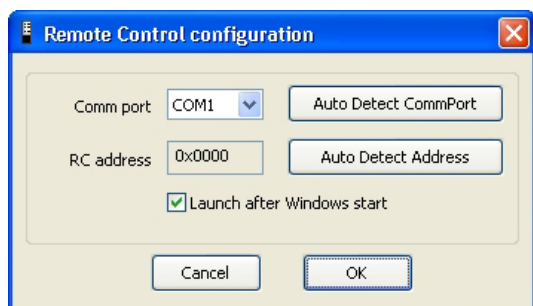 Remote Control configuration
Comm port COM1 Auto Detect CommPort
RC address 0x0000 Auto Detect Address
Launch after Windows start
Cancel OK